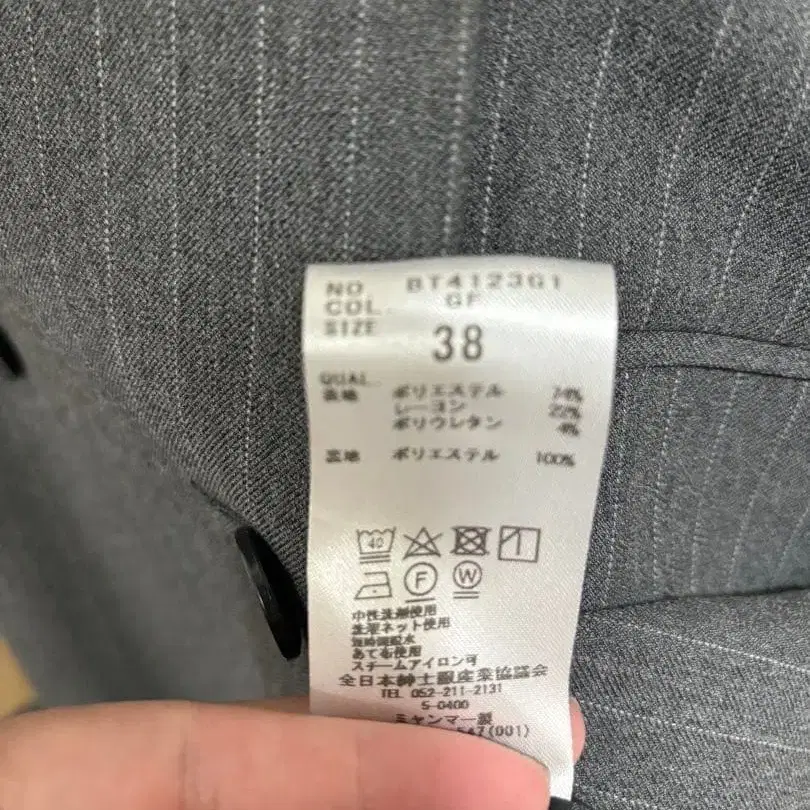 NO. BT4123G1
COL. GF
SIZE 38
QUAL.
表地 ポリエステル 74%
レーヨン 22%
ポリウレタン 4%
裏地 ポリエステル 100%
40
F W
中性洗剤使用
洗濯ネット使用
短時間脱水
あて布使用
スチームアイロン可
全日本紳士服産業協議会
TEL 052-211-2131
5-0400
ミャンマー製
547(001)